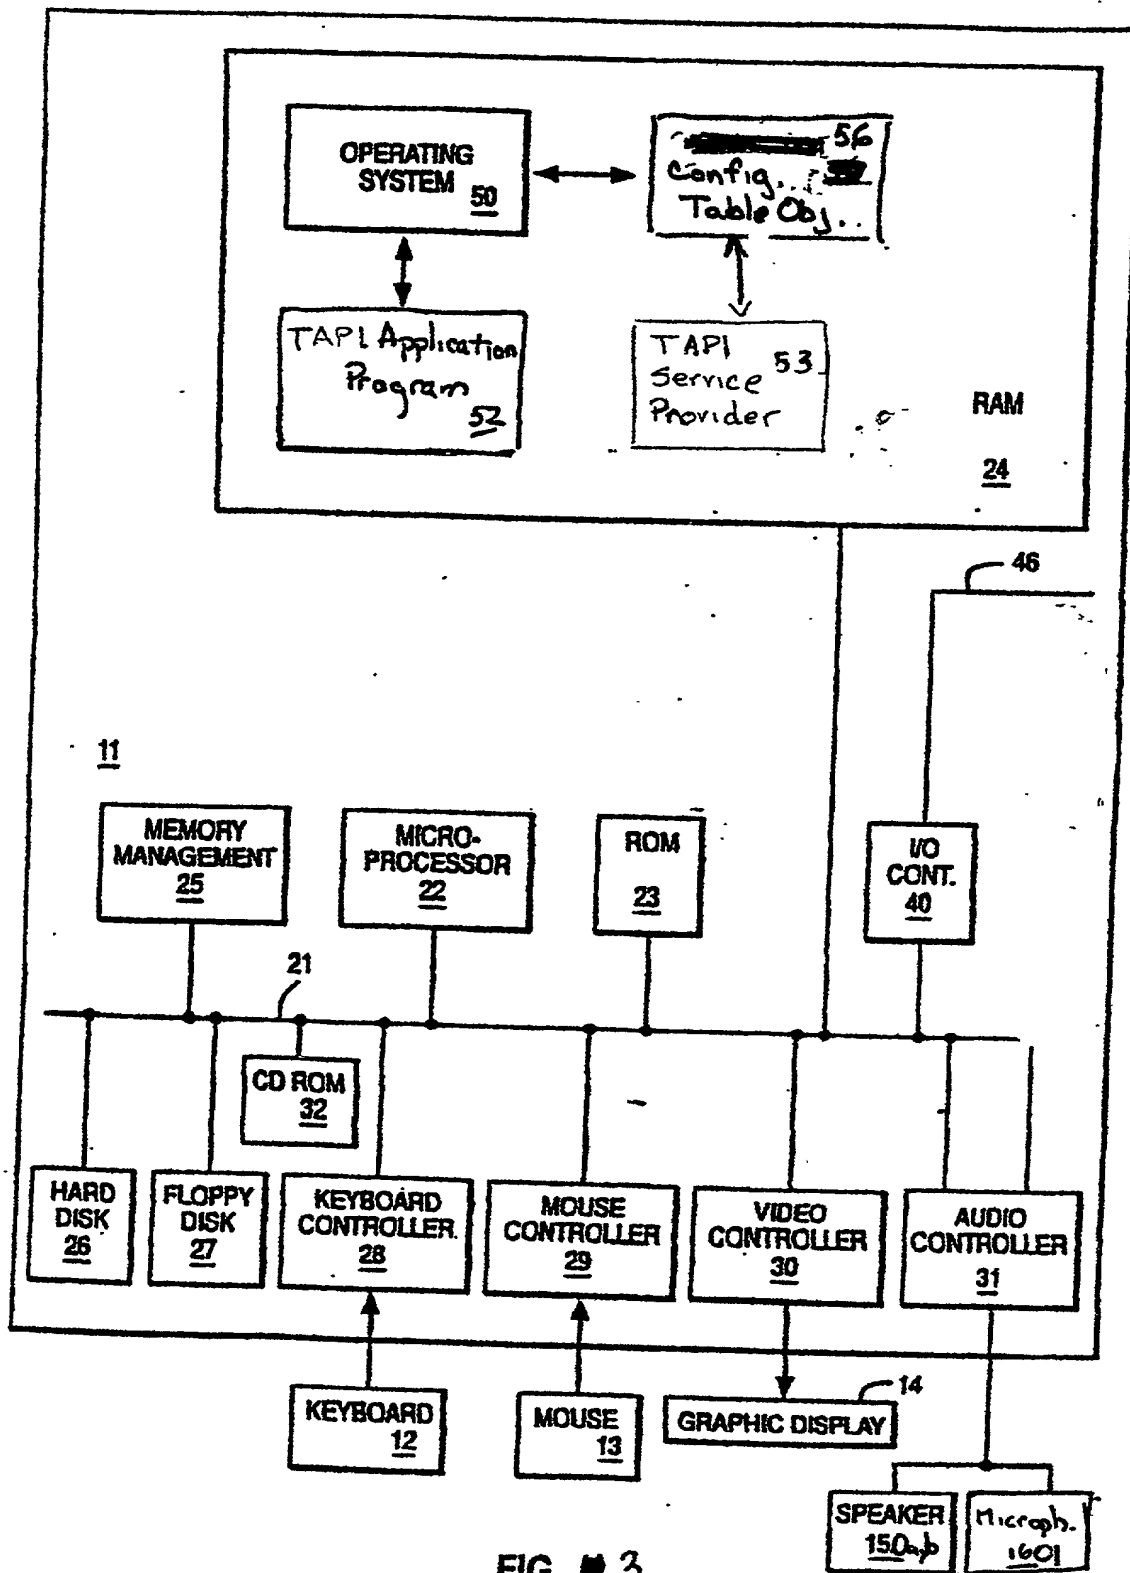 OPERATING
SYSTEM
50
56
Config.
Table Obj.
TAPI Application
Program
52
TAPI
Service 53
Provider
RAM
24
46
11
MEMORY
MANAGEMENT
25
MICRO-
PROCESSOR
22
ROM
23
I/O
CONT.
40
21
CD ROM
32
HARD
DISK
26
FLOPPY
DISK
27
KEYBOARD
CONTROLLER
28
MOUSE
CONTROLLER
29
VIDEO
CONTROLLER
30
AUDIO
CONTROLLER
31
KEYBOARD
12
MOUSE
13
14
GRAPHIC DISPLAY
SPEAKER
150a,b
Microph.
1601
FIG. 3